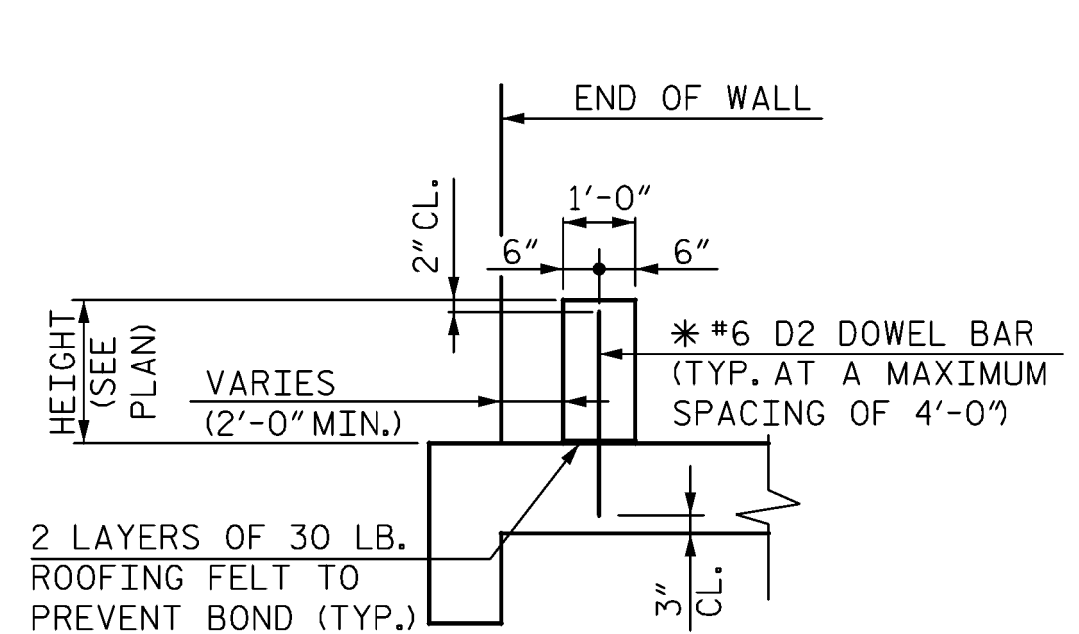 END OF WALL
1'-0"
2" CL.
6"
6"
HEIGHT
(SEE
PLAN)
✳ #6 D2 DOWEL BAR
(TYP. AT A MAXIMUM
SPACING OF 4'-0")
VARIES
(2'-0" MIN.)
2 LAYERS OF 30 LB.
ROOFING FELT TO
PREVENT BOND (TYP.)
3"
CL.